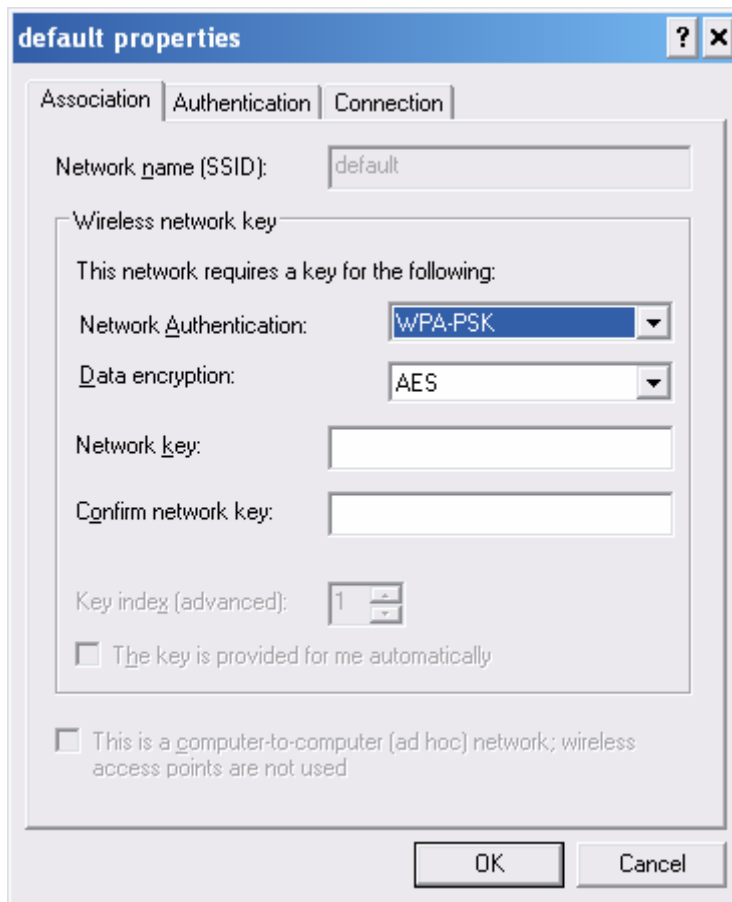 default properties
? ×
Association Authentication Connection
Network name (SSID): default
Wireless network key
This network requires a key for the following:
Network Authentication: WPA-PSK
Data encryption: AES
Network key:
Confirm network key:
Key index (advanced): 1
The key is provided for me automatically
This is a computer-to-computer (ad hoc) network; wireless
access points are not used
OK Cancel